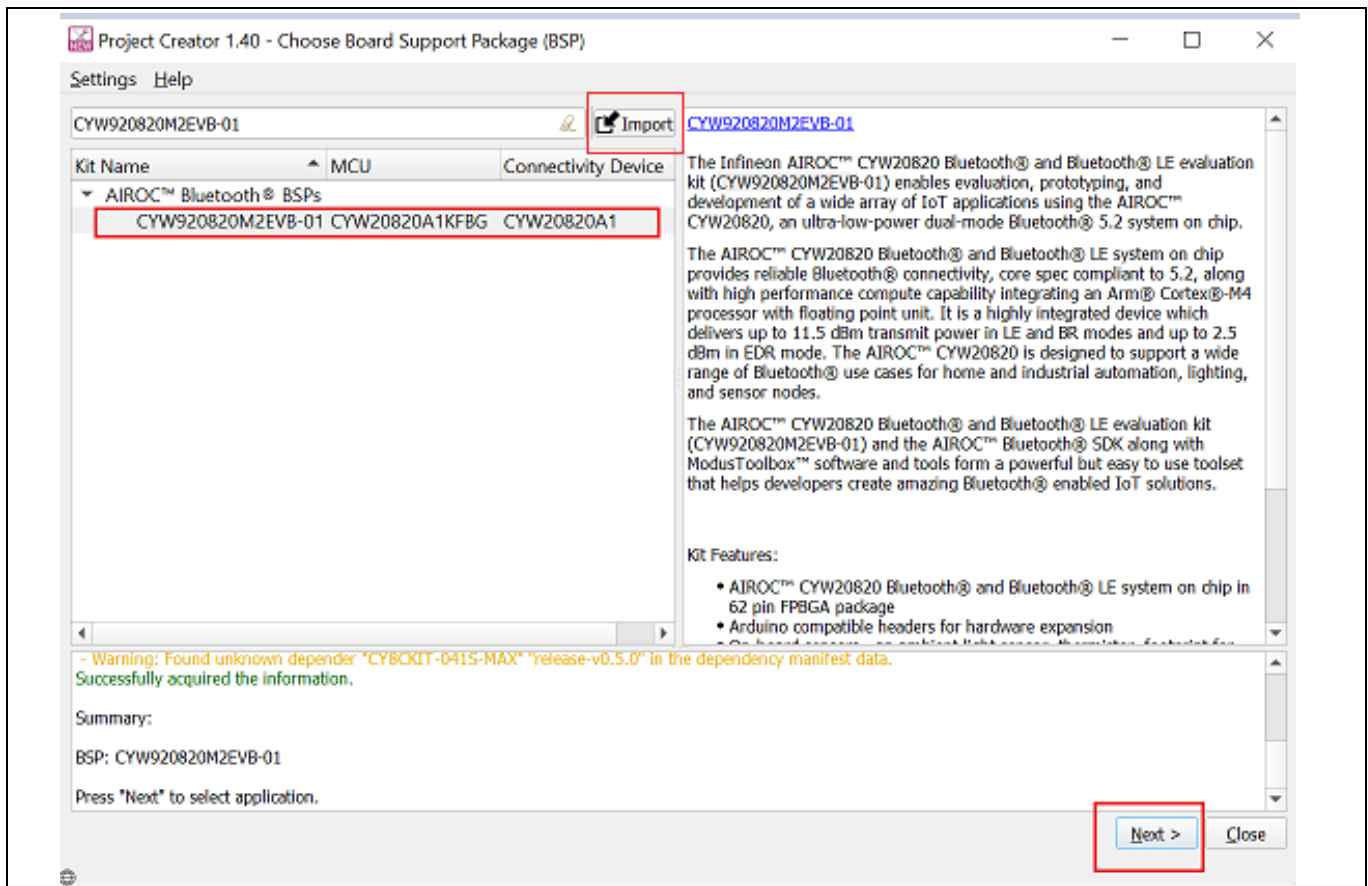 Project Creator 1.40 - Choose Board Support Package (BSP)
Settings Help
CYW920820M2EVB-01
Import
Kit Name MCU Connectivity Device
AIROC™ Bluetooth® BSPs
CYW920820M2EVB-01 CYW20820A1KFBG CYW20820A1
CYW920820M2EVB-01
The Infineon AIROC™ CYW20820 Bluetooth® and Bluetooth® LE evaluation
kit (CYW920820M2EVB-01) enables evaluation, prototyping, and
development of a wide array of IoT applications using the AIROC™
CYW20820, an ultra-low-power dual-mode Bluetooth® 5.2 system on chip.
The AIROC™ CYW20820 Bluetooth® and Bluetooth® LE system on chip
provides reliable Bluetooth® connectivity, core spec compliant to 5.2, along
with high performance compute capability integrating an Arm® Cortex®-M4
processor with floating point unit. It is a highly integrated device which
delivers up to 11.5 dBm transmit power in LE and BR modes and up to 2.5
dBm in EDR mode. The AIROC™ CYW20820 is designed to support a wide
range of Bluetooth® use cases for home and industrial automation, lighting,
and sensor nodes.
The AIROC™ CYW20820 Bluetooth® and Bluetooth® LE evaluation kit
(CYW920820M2EVB-01) and the AIROC™ Bluetooth® SDK along with
ModusToolbox™ software and tools form a powerful but easy to use toolset
that helps developers create amazing Bluetooth® enabled IoT solutions.
Kit Features:
• AIROC™ CYW20820 Bluetooth® and Bluetooth® LE system on chip in
62 pin FPBGA package
• Arduino compatible headers for hardware expansion
- Warning: Found unknown depender "CY8CKIT-041S-MAX" "release-v0.5.0" in the dependency manifest data.
Successfully acquired the information.
Summary:
BSP: CYW920820M2EVB-01
Press "Next" to select application.
Next >
Close